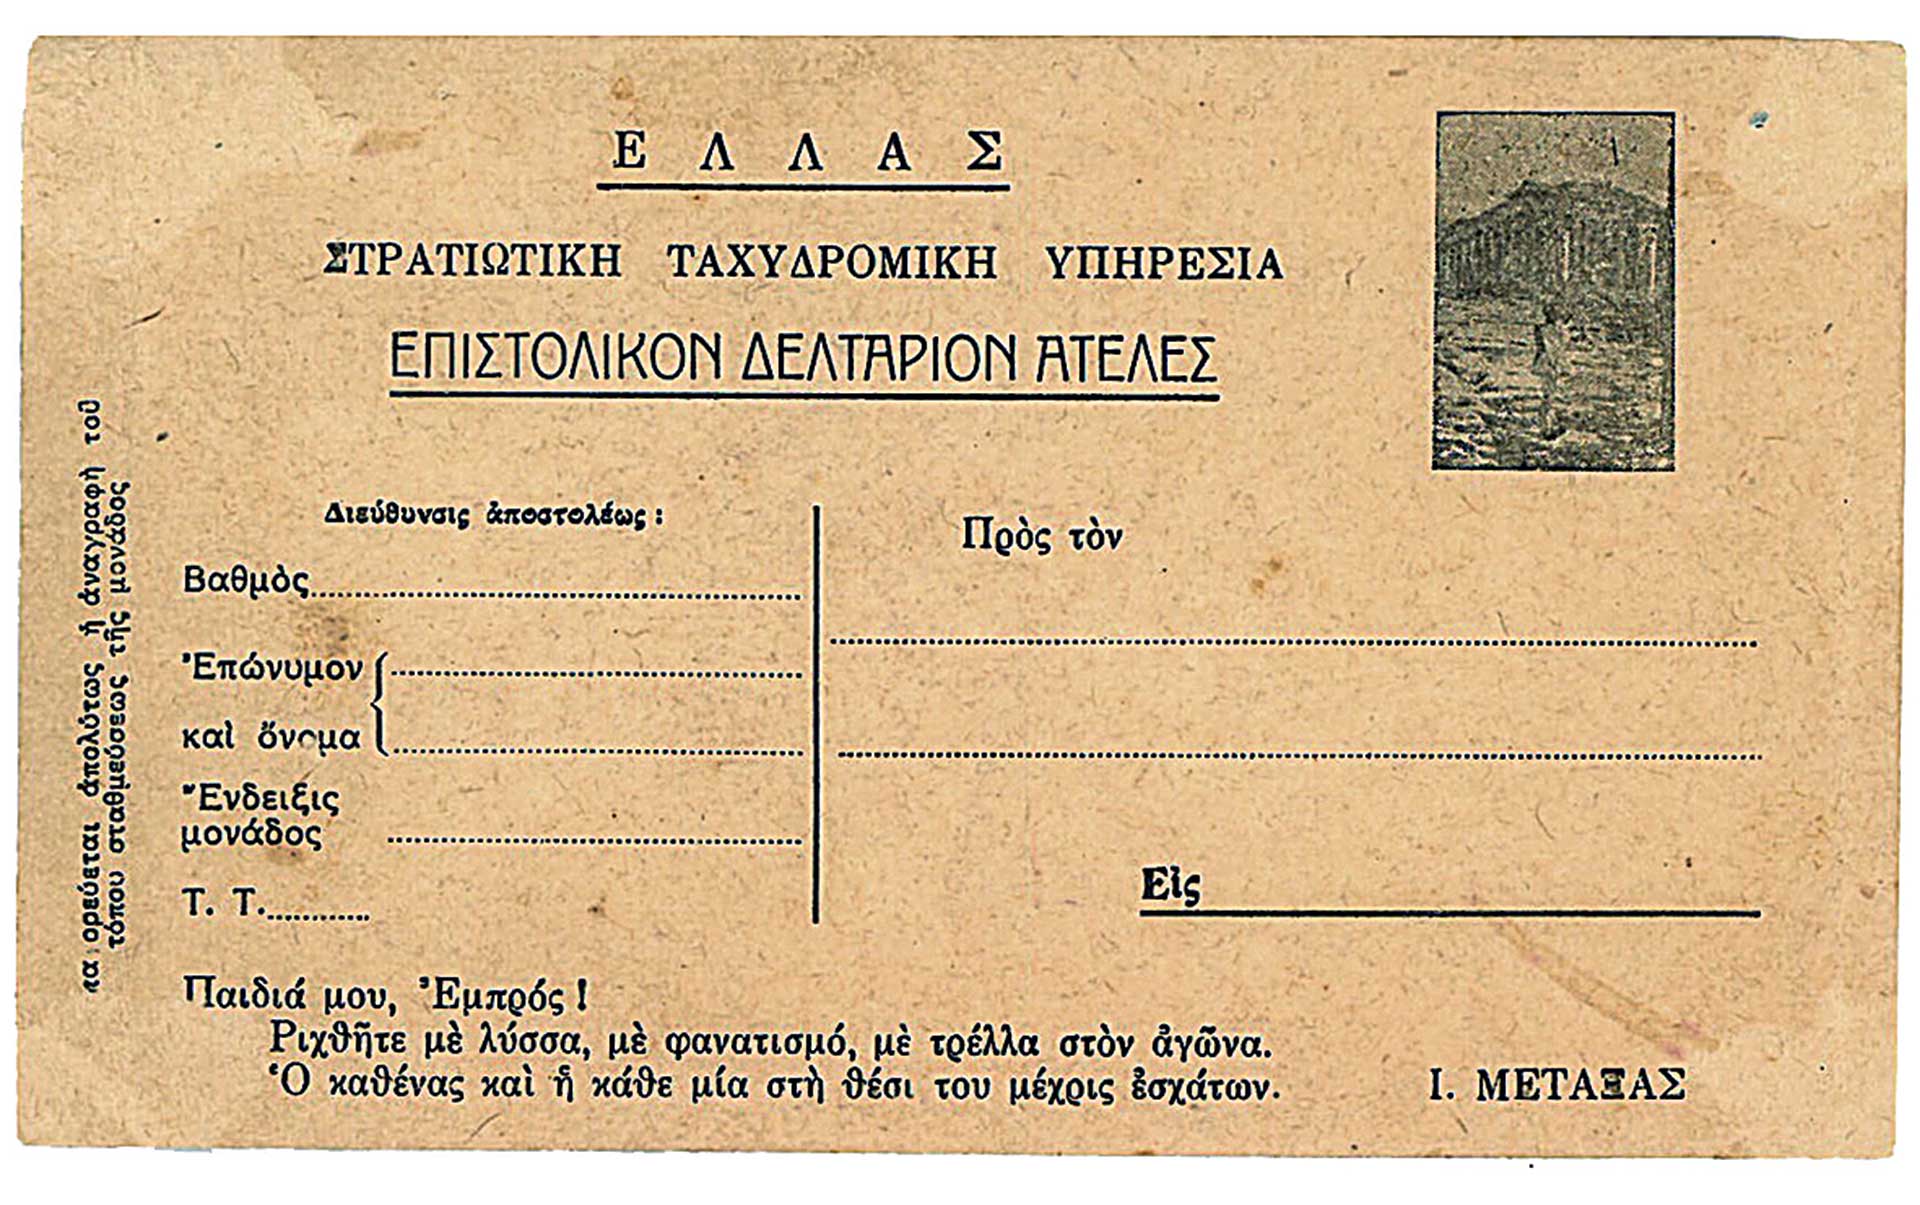 ΕΛΛΑΣ
ΣΤΡΑΤΙΩΤΙΚΗ ΤΑΧΥΔΡΟΜΙΚΗ ΥΠΗΡΕΣΙΑ
ΕΠΙΣΤΟΛΙΚΟΝ ΔΕΛΤΑΡΙΟΝ ΑΤΕΛΕΣ
Διεύθυνσις ἀποστολέως :
Βαθμὸς
Ἐπώνυμον
καὶ ὄνομα
Ἔνδειξις
μονάδος
Τ. Τ.
Πρὸς τὸν
Εἰς
ορεύεται ἀπολύτως ἡ ἀναγραφὴ τοῦ
τόπου σταθμεύσεως τῆς μονάδος
Παιδιά μου, Ἐμπρός !
Ριχθῆτε μὲ λύσσα, μὲ φανατισμό, μὲ τρέλλα στὸν ἀγῶνα.
Ὁ καθένας καὶ ἡ κάθε μία στὴ θέσι του μέχρις ἐσχάτων.
Ι. ΜΕΤΑΞΑΣ